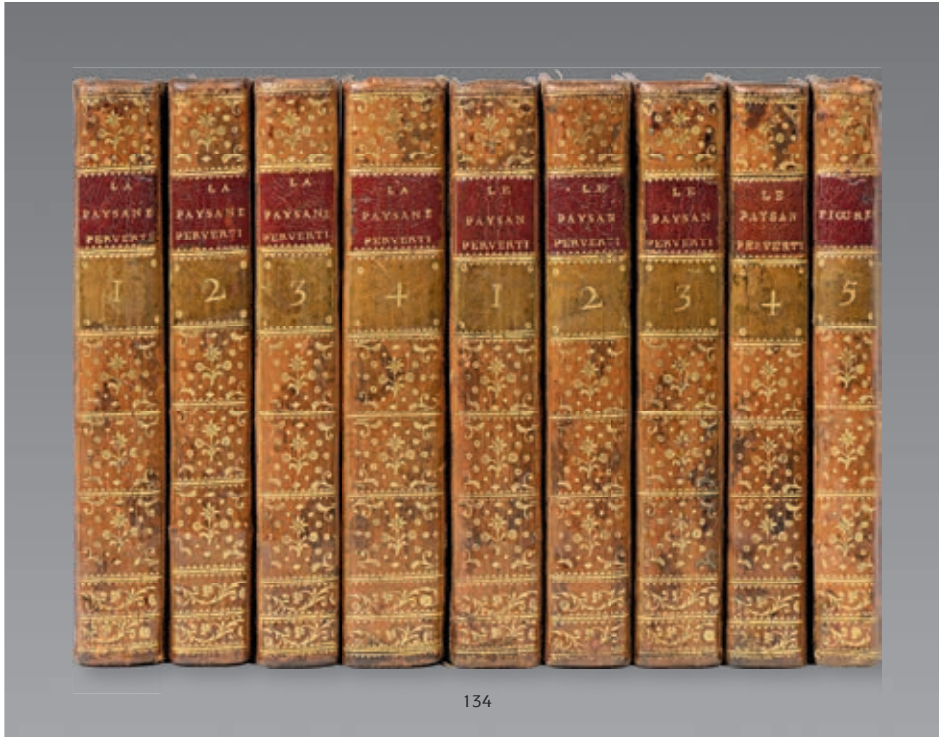 LA
PAYSANE
PERVERTI
1
LA
PAYSANE
PERVERTI
2
LA
PAYSANE
PERVERTI
3
LA
PAYSANE
PERVERTI
4
LE
PAYSAN
PERVERTI
1
LE
PAYSAN
PERVERTI
2
LE
PAYSAN
PERVERTI
3
LE
PAYSAN
PERVERTI
4
FIGURE
5
134